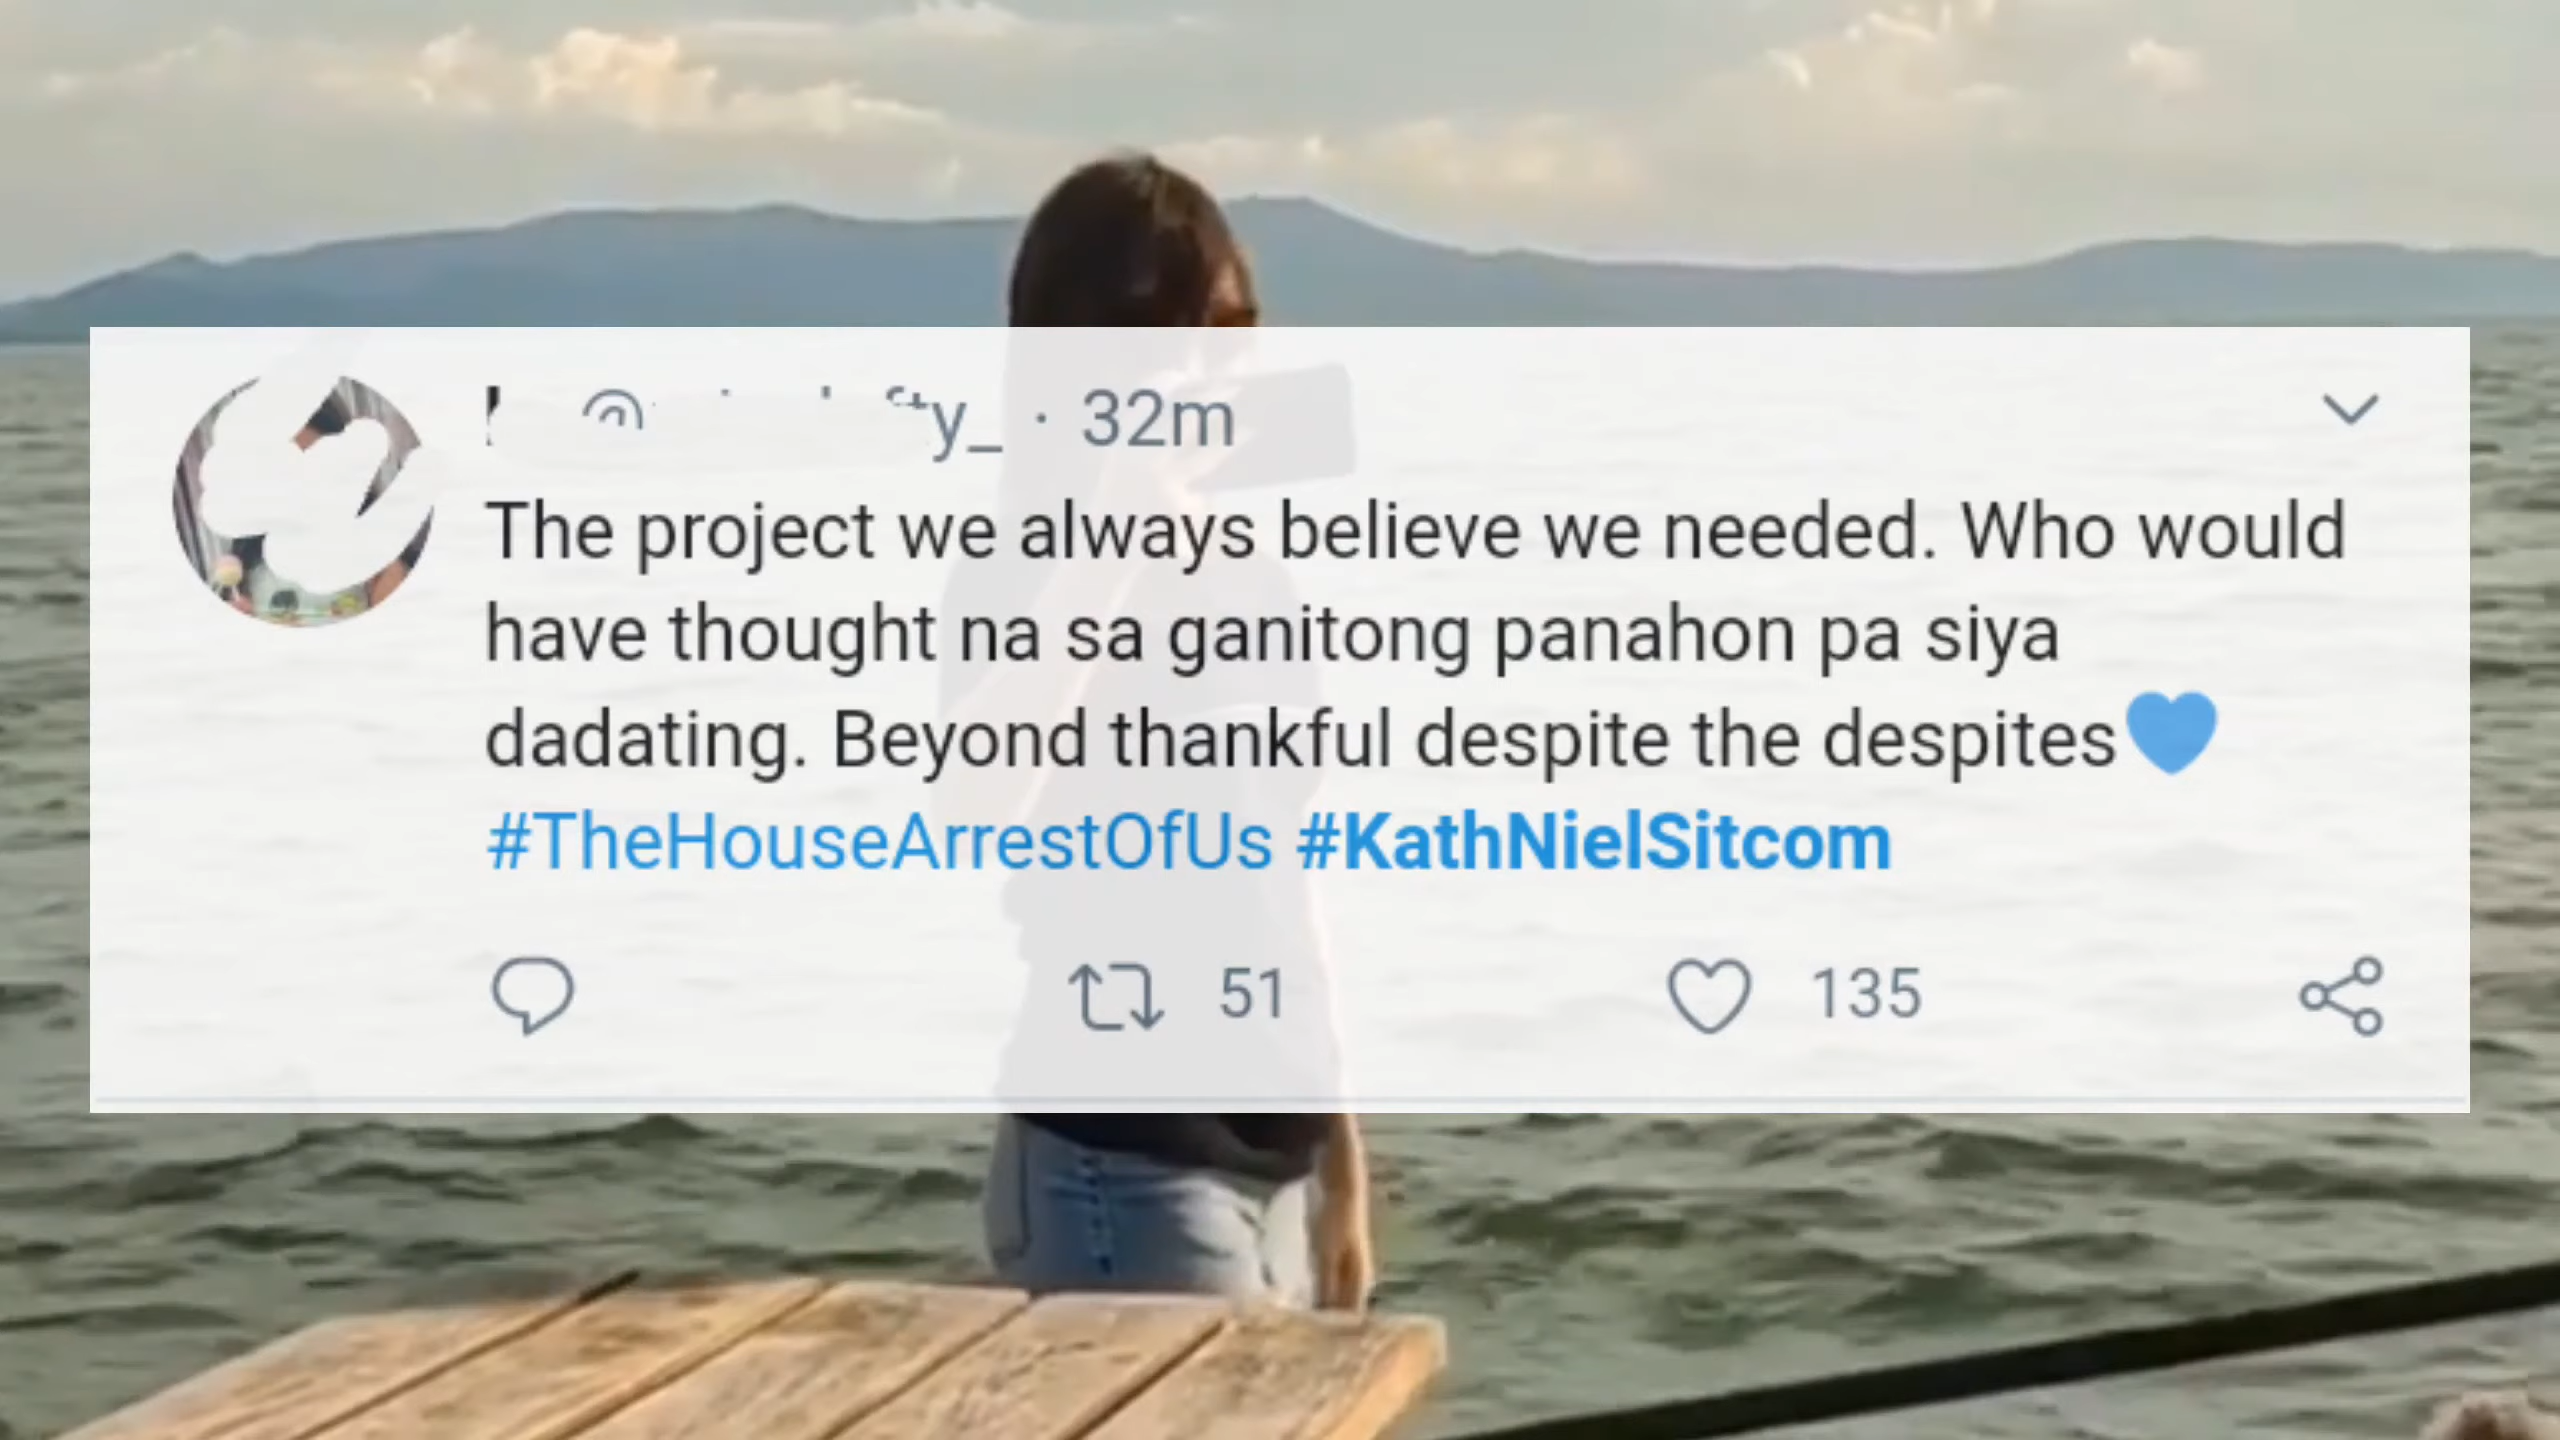 · 32m
The project we always believe we needed. Who would
have thought na sa ganitong panahon pa siya
dadating. Beyond thankful despite the despites💙
#TheHouseArrestOfUs #KathNielSitcom
51 135